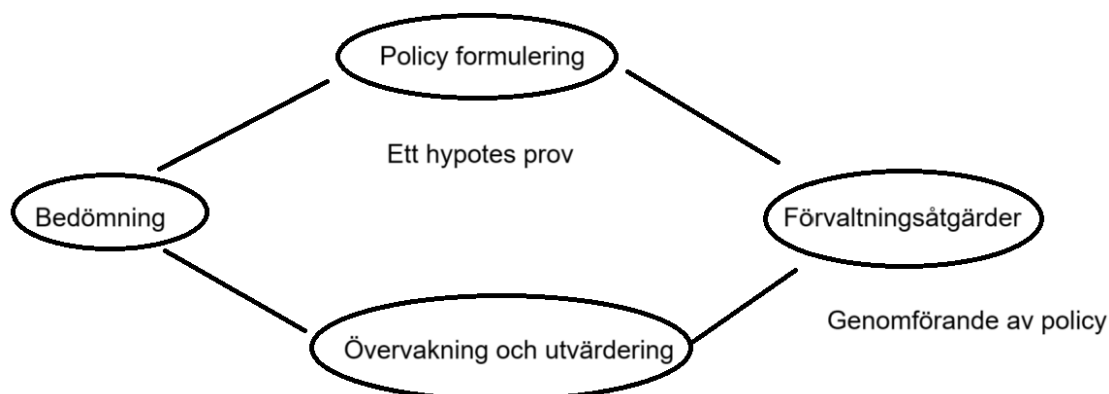 Policy formulering
Ett hypotes prov
Bedömning
Förvaltningsåtgärder
Genomförande av policy
Övervakning och utvärdering